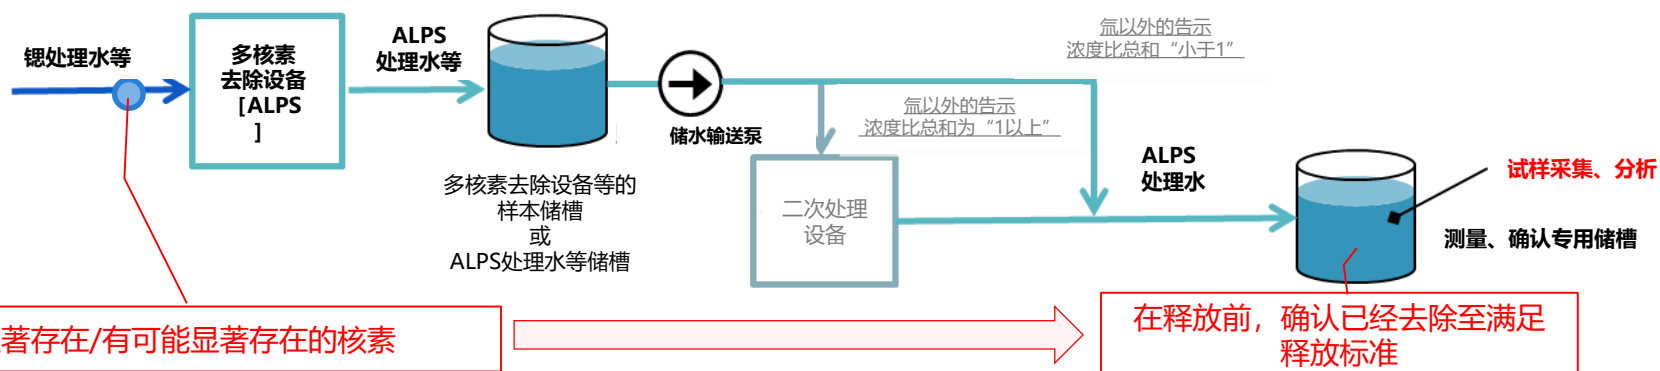 锶处理水等
多核素
去除设备
[ALPS
]
ALPS
处理水等
多核素去除设备等的
样本储槽
或
ALPS处理水等储槽
储水输送泵
氚以外的告示
浓度比总和“小于1”
氚以外的告示
浓度比总和为“1以上”
二次处理
设备
ALPS
处理水
试样采集、分析
测量、确认专用储槽
著存在/有可能显著存在的核素
在释放前，确认已经去除至满足
释放标准